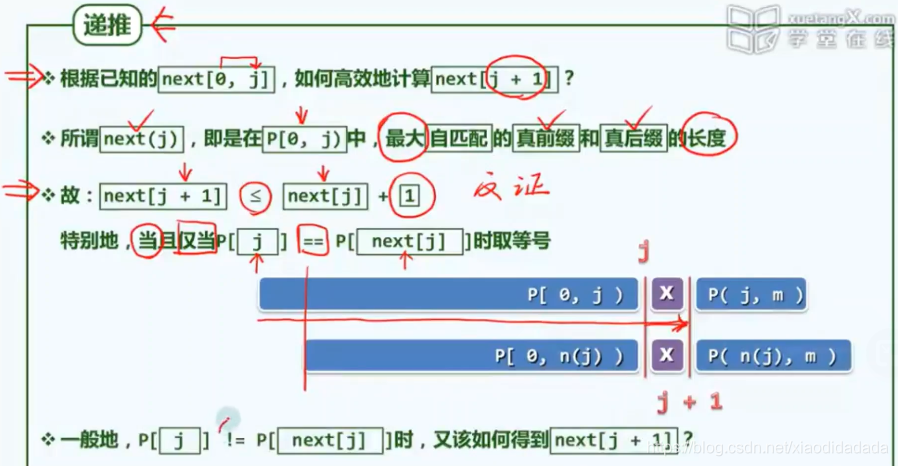 递推
xuetangX.com
学堂在线
❖ 根据已知的next[0, j],如何高效地计算next[j + 1]?
❖ 所谓next(j),即是在P[0, j)中,最大自匹配的真前缀和真后缀的长度
❖ 故:next[j + 1] ≤ next[j] + 1 反证
特别地,当且仅当P[ j ] == P[ next[j] ]时取等号
j
P[ 0, j ) X P( j, m )
P[ 0, n(j) ) X P( n(j), m )
j + 1
❖ 一般地,P[ j ] != P[ next[j] ]时,又该如何得到next[j + 1]?
https://blog.csdn.net/xiaodidadada